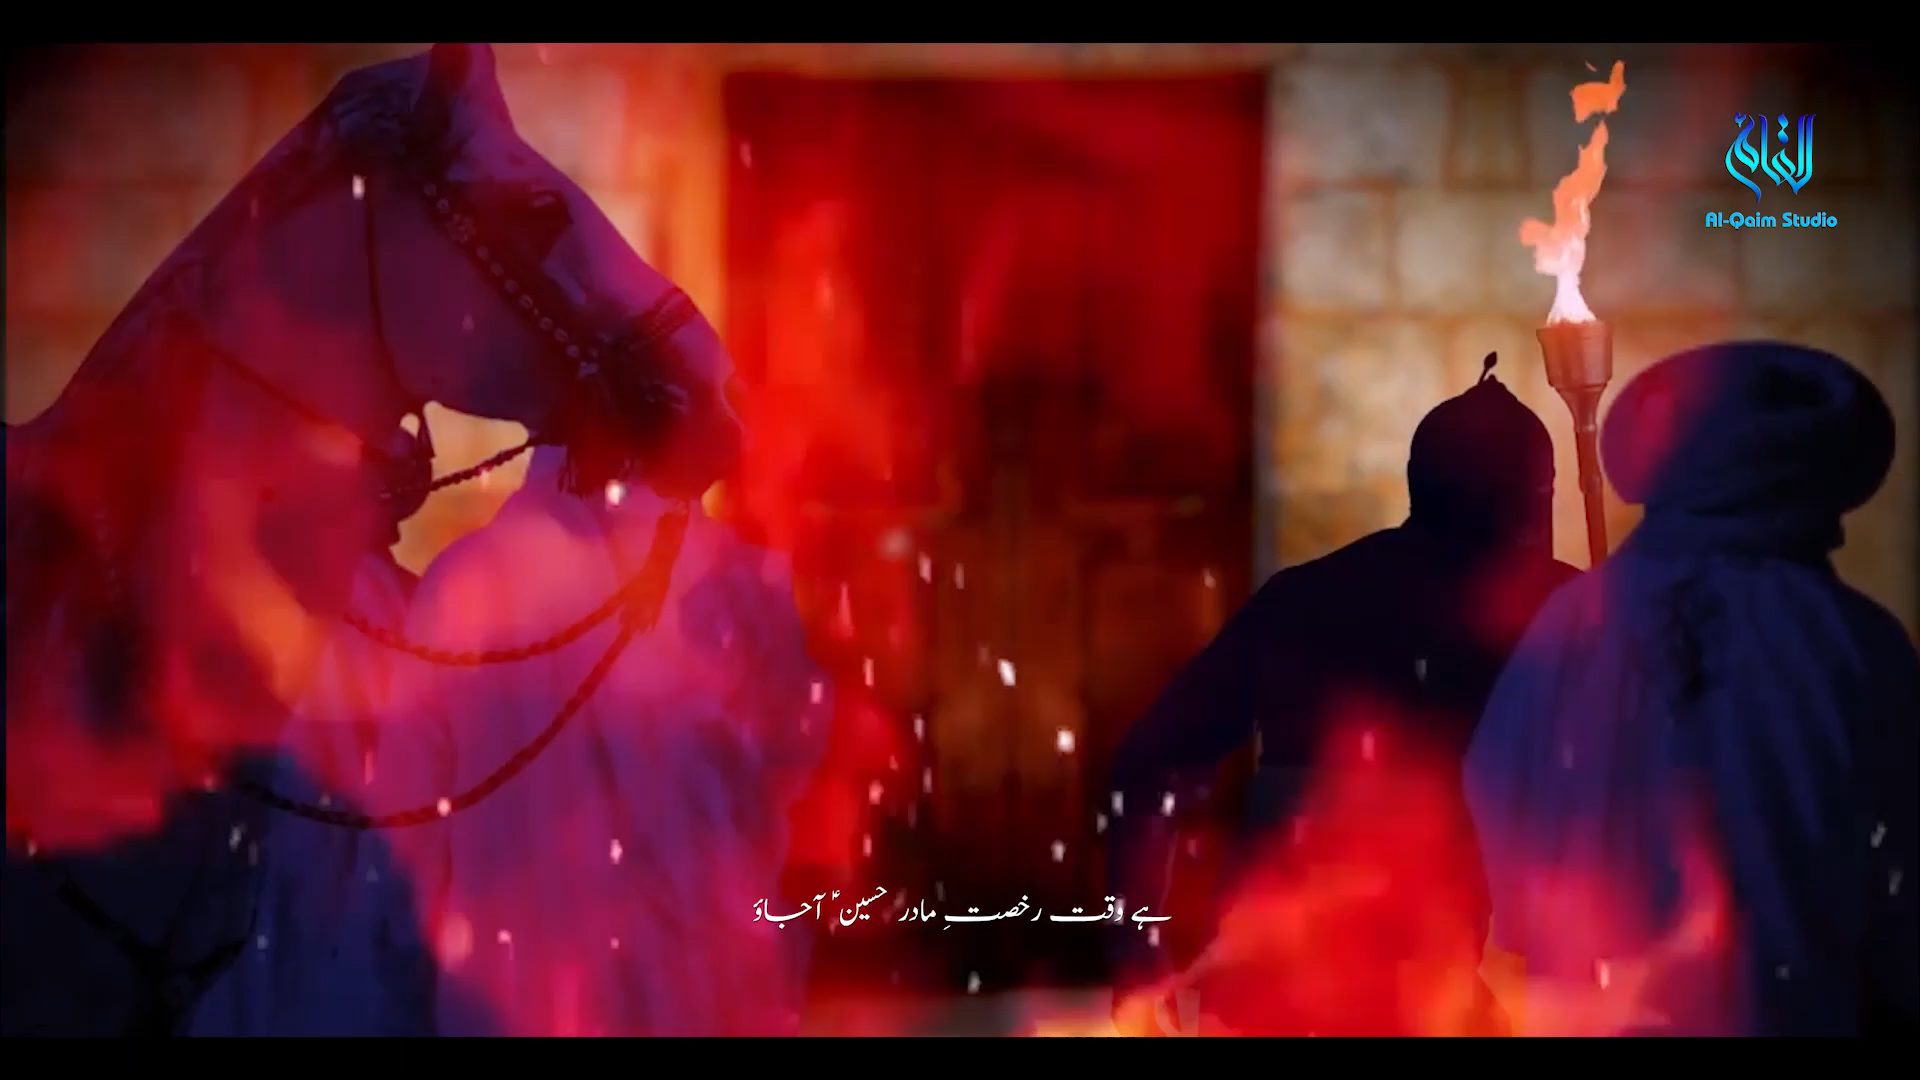 القائم
Al-Qaim Studio
ہے وقت رخصتِ مادر حسینؑ آجاؤ